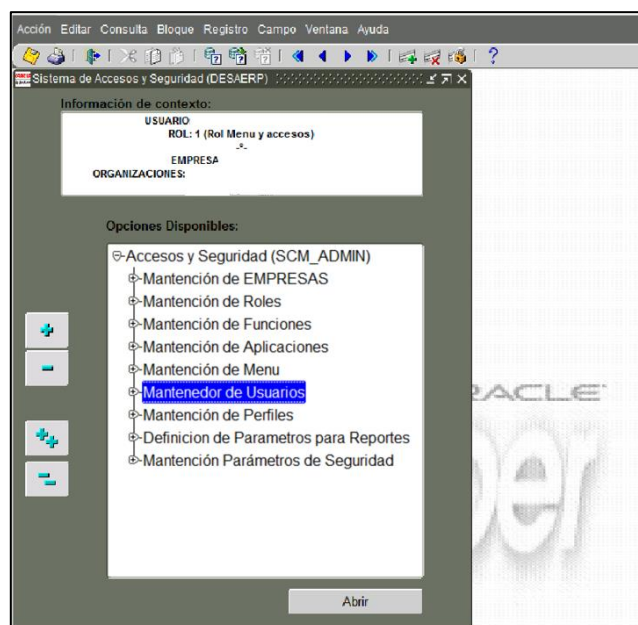 Acción Editar Consulta Bloque Registro Campo Ventana Ayuda
Sistema de Accesos y Seguridad (DESAERP)
Información de contexto:
USUARIO
ROL: 1 (Rol Menu y accesos)
-*-
EMPRESA
ORGANIZACIONES:
Opciones Disponibles:
Accesos y Seguridad (SCM_ADMIN)
Mantención de EMPRESAS
Mantención de Roles
Mantención de Funciones
Mantención de Aplicaciones
Mantención de Menu
Mantenedor de Usuarios
Mantención de Perfiles
Definicion de Parametros para Reportes
Mantención Parámetros de Seguridad
Abrir